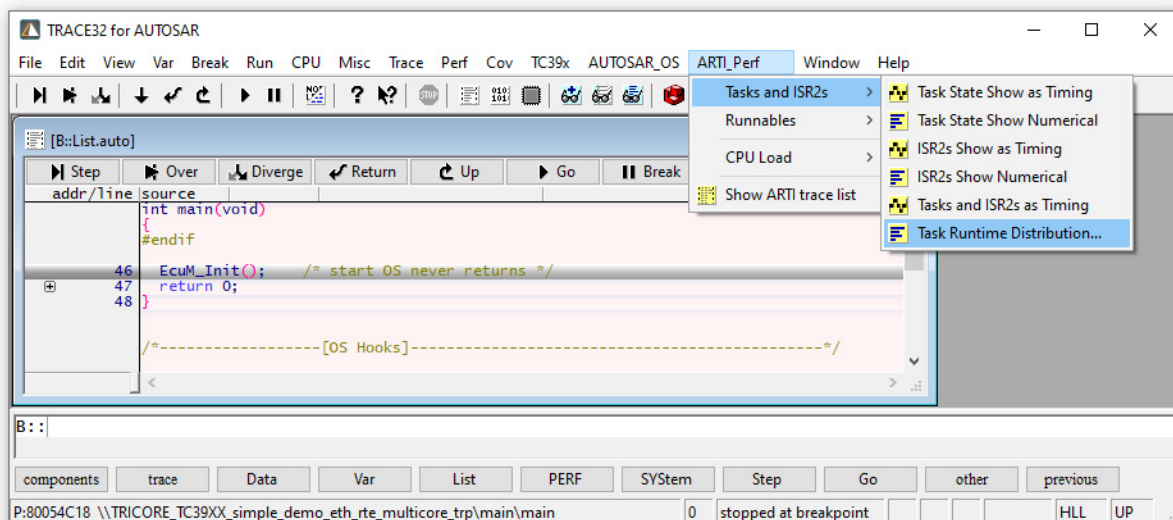 TRACE32 for AUTOSAR
File Edit View Var Break Run CPU Misc Trace Perf Cov TC39x AUTOSAR_OS ARTI_Perf Window Help
STOP
Tasks and ISR2s
Runnables
CPU Load
Show ARTI trace list
Task State Show as Timing
Task State Show Numerical
ISR2s Show as Timing
ISR2s Show Numerical
Tasks and ISR2s as Timing
Task Runtime Distribution...
[B::List.auto]
Step Over Diverge Return Up Go Break
addr/line source
int main(void)
{
#endif
46 EcuM_Init(); /* start OS never returns */
47 return 0;
48 }
/*------------------[OS Hooks]----------------------------------------------*/
B::
components trace Data Var List PERF SYStem Step Go other previous
P:80054C18 \\TRICORE_TC39XX_simple_demo_eth_rte_multicore_trp\main\main 0 stopped at breakpoint HLL UP